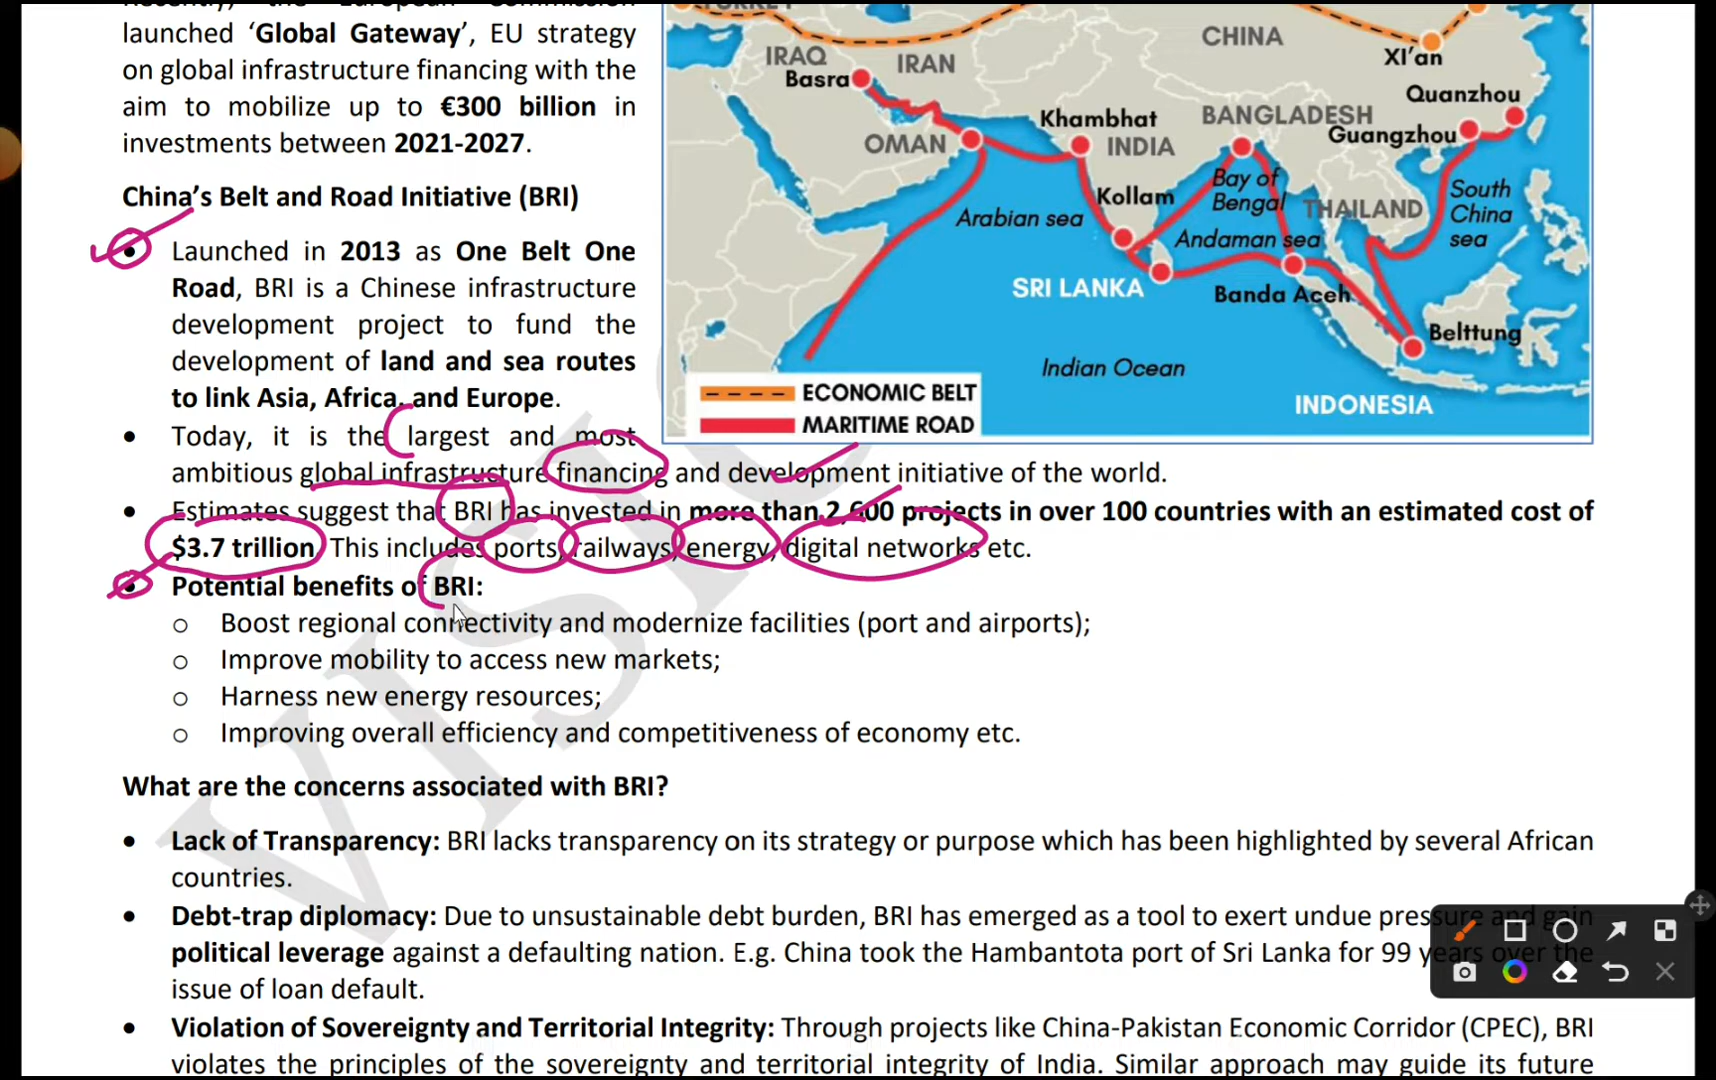 Recently, the European Commission
launched ‘Global Gateway’, EU strategy
on global infrastructure financing with the
aim to mobilize up to €300 billion in
investments between 2021-2027.
China’s Belt and Road Initiative (BRI)
• Launched in 2013 as One Belt One
Road, BRI is a Chinese infrastructure
development project to fund the
development of land and sea routes
to link Asia, Africa, and Europe.
TURKEY
IRAQ
Basra
IRAN
CHINA
XI’an
Quanzhou
Khambhat
BANGLADESH
Guangzhou
OMAN
INDIA
Kollam
Bay of
Bengal
THAILAND
South
China
sea
Arabian sea
Andaman sea
SRI LANKA
Banda Aceh
Belttung
Indian Ocean
INDONESIA
ECONOMIC BELT
MARITIME ROAD
• Today, it is the largest and most
ambitious global infrastructure financing and development initiative of the world.
• Estimates suggest that BRI has invested in more than 2,600 projects in over 100 countries with an estimated cost of
$3.7 trillion. This includes ports, railways, energy, digital networks etc.
• Potential benefits of BRI:
o Boost regional connectivity and modernize facilities (port and airports);
o Improve mobility to access new markets;
o Harness new energy resources;
o Improving overall efficiency and competitiveness of economy etc.
What are the concerns associated with BRI?
• Lack of Transparency: BRI lacks transparency on its strategy or purpose which has been highlighted by several African
countries.
• Debt-trap diplomacy: Due to unsustainable debt burden, BRI has emerged as a tool to exert undue pressure and gain
political leverage against a defaulting nation. E.g. China took the Hambantota port of Sri Lanka for 99 years over the
issue of loan default.
• Violation of Sovereignty and Territorial Integrity: Through projects like China-Pakistan Economic Corridor (CPEC), BRI
violates the principles of the sovereignty and territorial integrity of India. Similar approach may guide its future